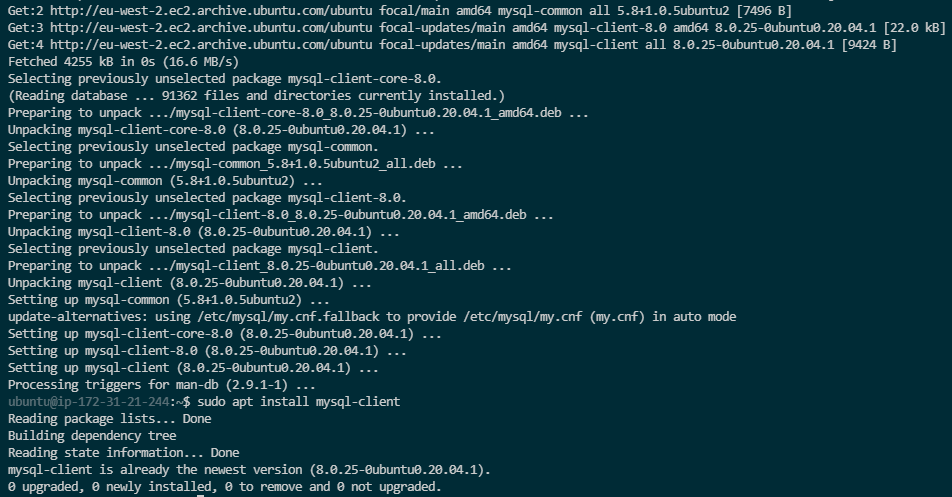 Get:2 http://eu-west-2.ec2.archive.ubuntu.com/ubuntu focal/main amd64 mysql-common all 5.8+1.0.5ubuntu2 [7496 B]
Get:3 http://eu-west-2.ec2.archive.ubuntu.com/ubuntu focal-updates/main amd64 mysql-client-8.0 amd64 8.0.25-0ubuntu0.20.04.1 [22.0 kB]
Get:4 http://eu-west-2.ec2.archive.ubuntu.com/ubuntu focal-updates/main amd64 mysql-client all 8.0.25-0ubuntu0.20.04.1 [9424 B]
Fetched 4255 kB in 0s (16.6 MB/s)
Selecting previously unselected package mysql-client-core-8.0.
(Reading database ... 91362 files and directories currently installed.)
Preparing to unpack .../mysql-client-core-8.0_8.0.25-0ubuntu0.20.04.1_amd64.deb ...
Unpacking mysql-client-core-8.0 (8.0.25-0ubuntu0.20.04.1) ...
Selecting previously unselected package mysql-common.
Preparing to unpack .../mysql-common_5.8+1.0.5ubuntu2_all.deb ...
Unpacking mysql-common (5.8+1.0.5ubuntu2) ...
Selecting previously unselected package mysql-client-8.0.
Preparing to unpack .../mysql-client-8.0_8.0.25-0ubuntu0.20.04.1_amd64.deb ...
Unpacking mysql-client-8.0 (8.0.25-0ubuntu0.20.04.1) ...
Selecting previously unselected package mysql-client.
Preparing to unpack .../mysql-client_8.0.25-0ubuntu0.20.04.1_all.deb ...
Unpacking mysql-client (8.0.25-0ubuntu0.20.04.1) ...
Setting up mysql-common (5.8+1.0.5ubuntu2) ...
update-alternatives: using /etc/mysql/my.cnf.fallback to provide /etc/mysql/my.cnf (my.cnf) in auto mode
Setting up mysql-client-core-8.0 (8.0.25-0ubuntu0.20.04.1) ...
Setting up mysql-client-8.0 (8.0.25-0ubuntu0.20.04.1) ...
Setting up mysql-client (8.0.25-0ubuntu0.20.04.1) ...
Processing triggers for man-db (2.9.1-1) ...
ubuntu@ip-172-31-21-244:~$ sudo apt install mysql-client
Reading package lists... Done
Building dependency tree
Reading state information... Done
mysql-client is already the newest version (8.0.25-0ubuntu0.20.04.1).
0 upgraded, 0 newly installed, 0 to remove and 0 not upgraded.